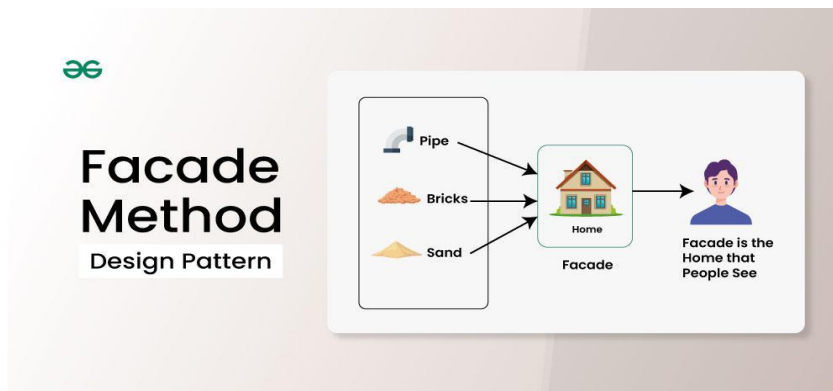 Facade
Method
Design Pattern
Pipe
Bricks
Sand
Home
Facade
Facade is the
Home that
People See